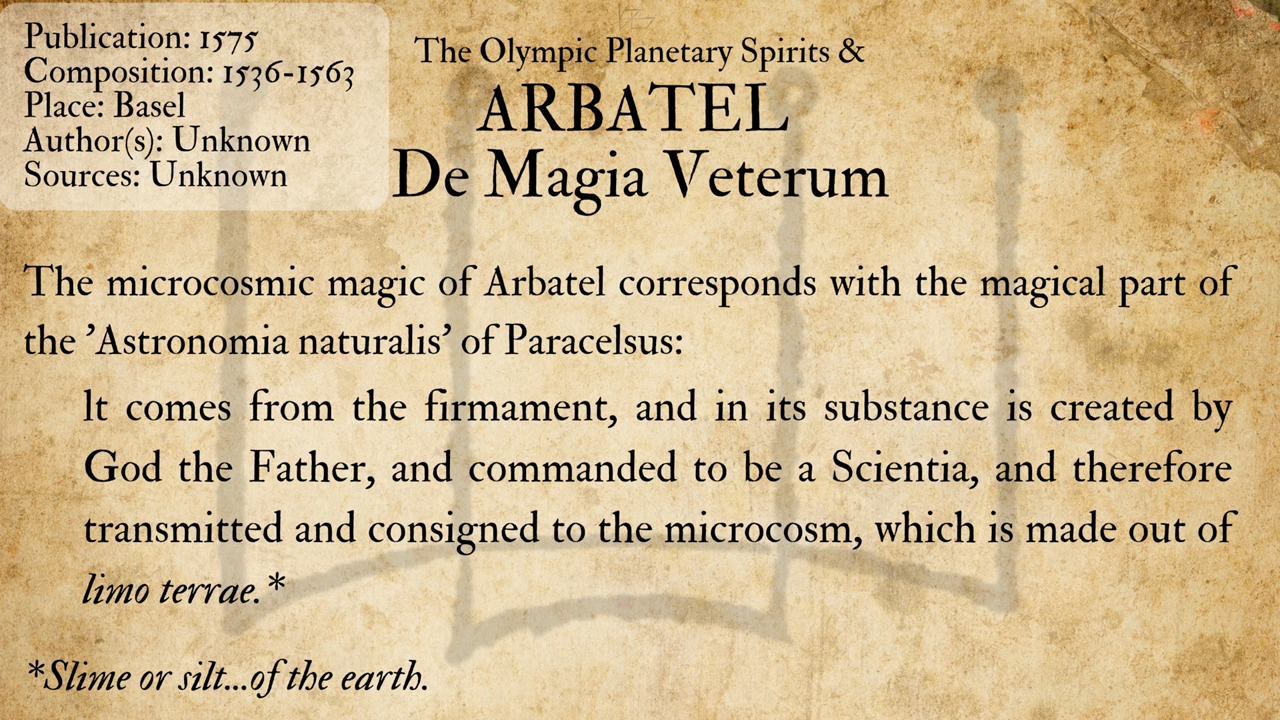 Publication: 1575
Composition: 1536-1563
Place: Basel
Author(s): Unknown
Sources: Unknown
The Olympic Planetary Spirits &
ARBATEL
De Magia Veterum
The microcosmic magic of Arbatel corresponds with the magical part of
the 'Astronomia naturalis' of Paracelsus:
It comes from the firmament, and in its substance is created by
God the Father, and commanded to be a Scientia, and therefore
transmitted and consigned to the microcosm, which is made out of
limo terrae.*
*Slime or silt...of the earth.